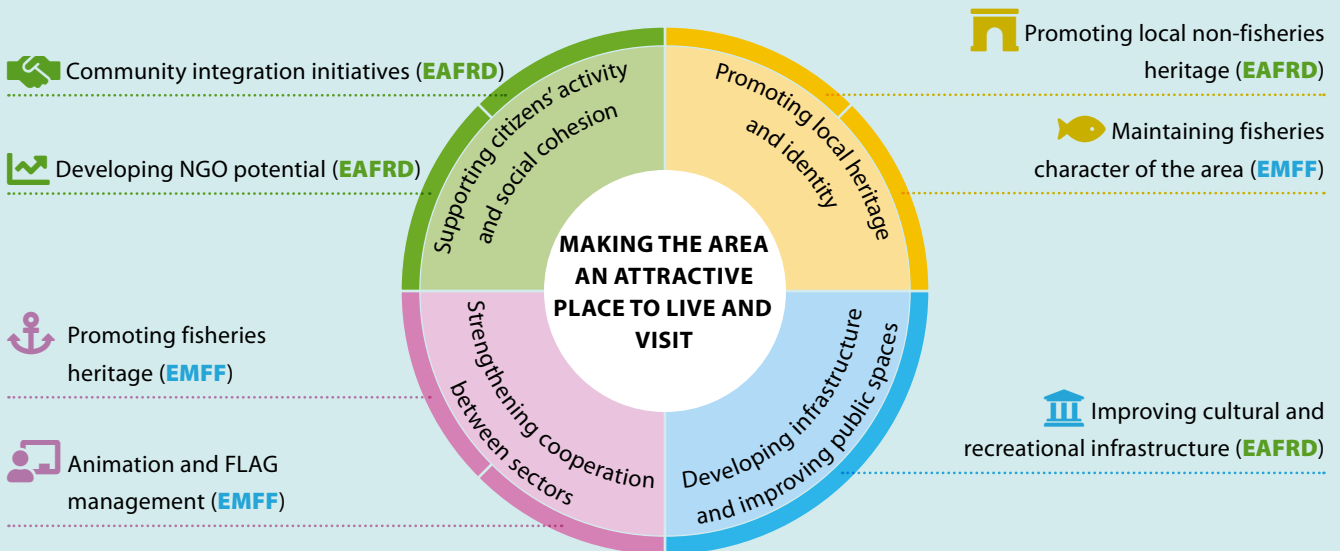 Community integration initiatives (EAFRD)
Developing NGO potential (EAFRD)
Supporting citizens’ activity
and social cohesion
Promoting local heritage
and identity
Promoting local non-fisheries
heritage (EAFRD)
Maintaining fisheries
character of the area (EMFF)
MAKING THE AREA
AN ATTRACTIVE
PLACE TO LIVE AND
VISIT
Promoting fisheries
heritage (EMFF)
Animation and FLAG
management (EMFF)
Strengthening cooperation
between sectors
Developing infrastructure
and improving public spaces
Improving cultural and
recreational infrastructure (EAFRD)